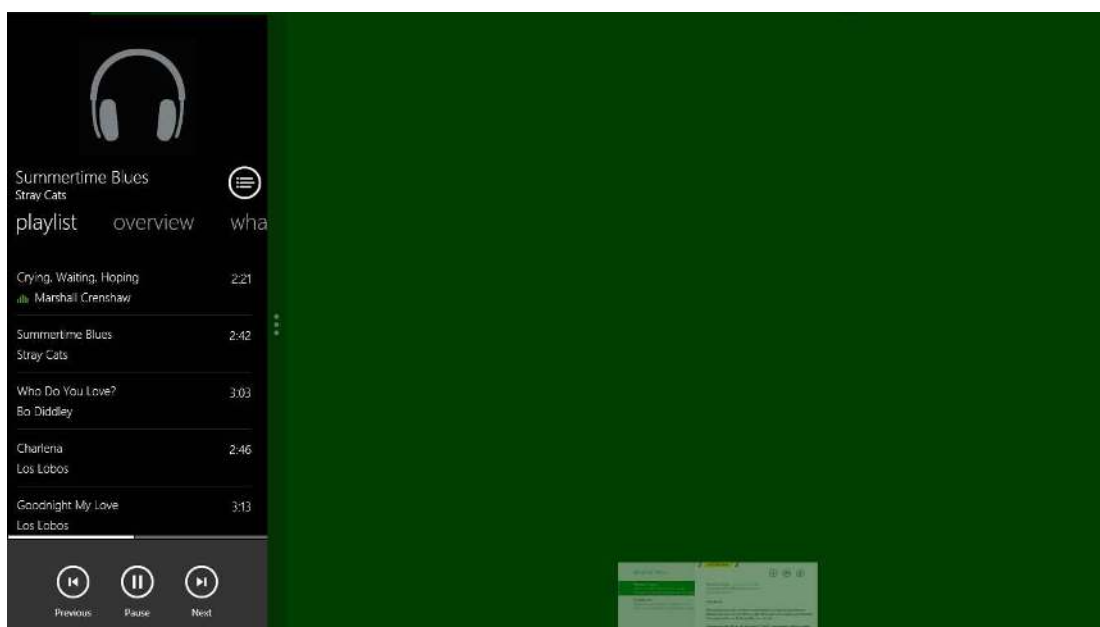 Summertime Blues
Stray Cats
playlist overview wha
Crying, Waiting, Hoping 2:21
Marshall Crenshaw
Summertime Blues 2:42
Stray Cats
Who Do You Love? 3:03
Bo Diddley
Charlena 2:46
Los Lobos
Goodnight My Love 3:13
Los Lobos
Previous Pause Next